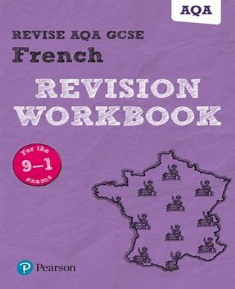 AQA
REVISE AQA GCSE
French
REVISION
WORKBOOK
For the
9-1
exams
Pearson